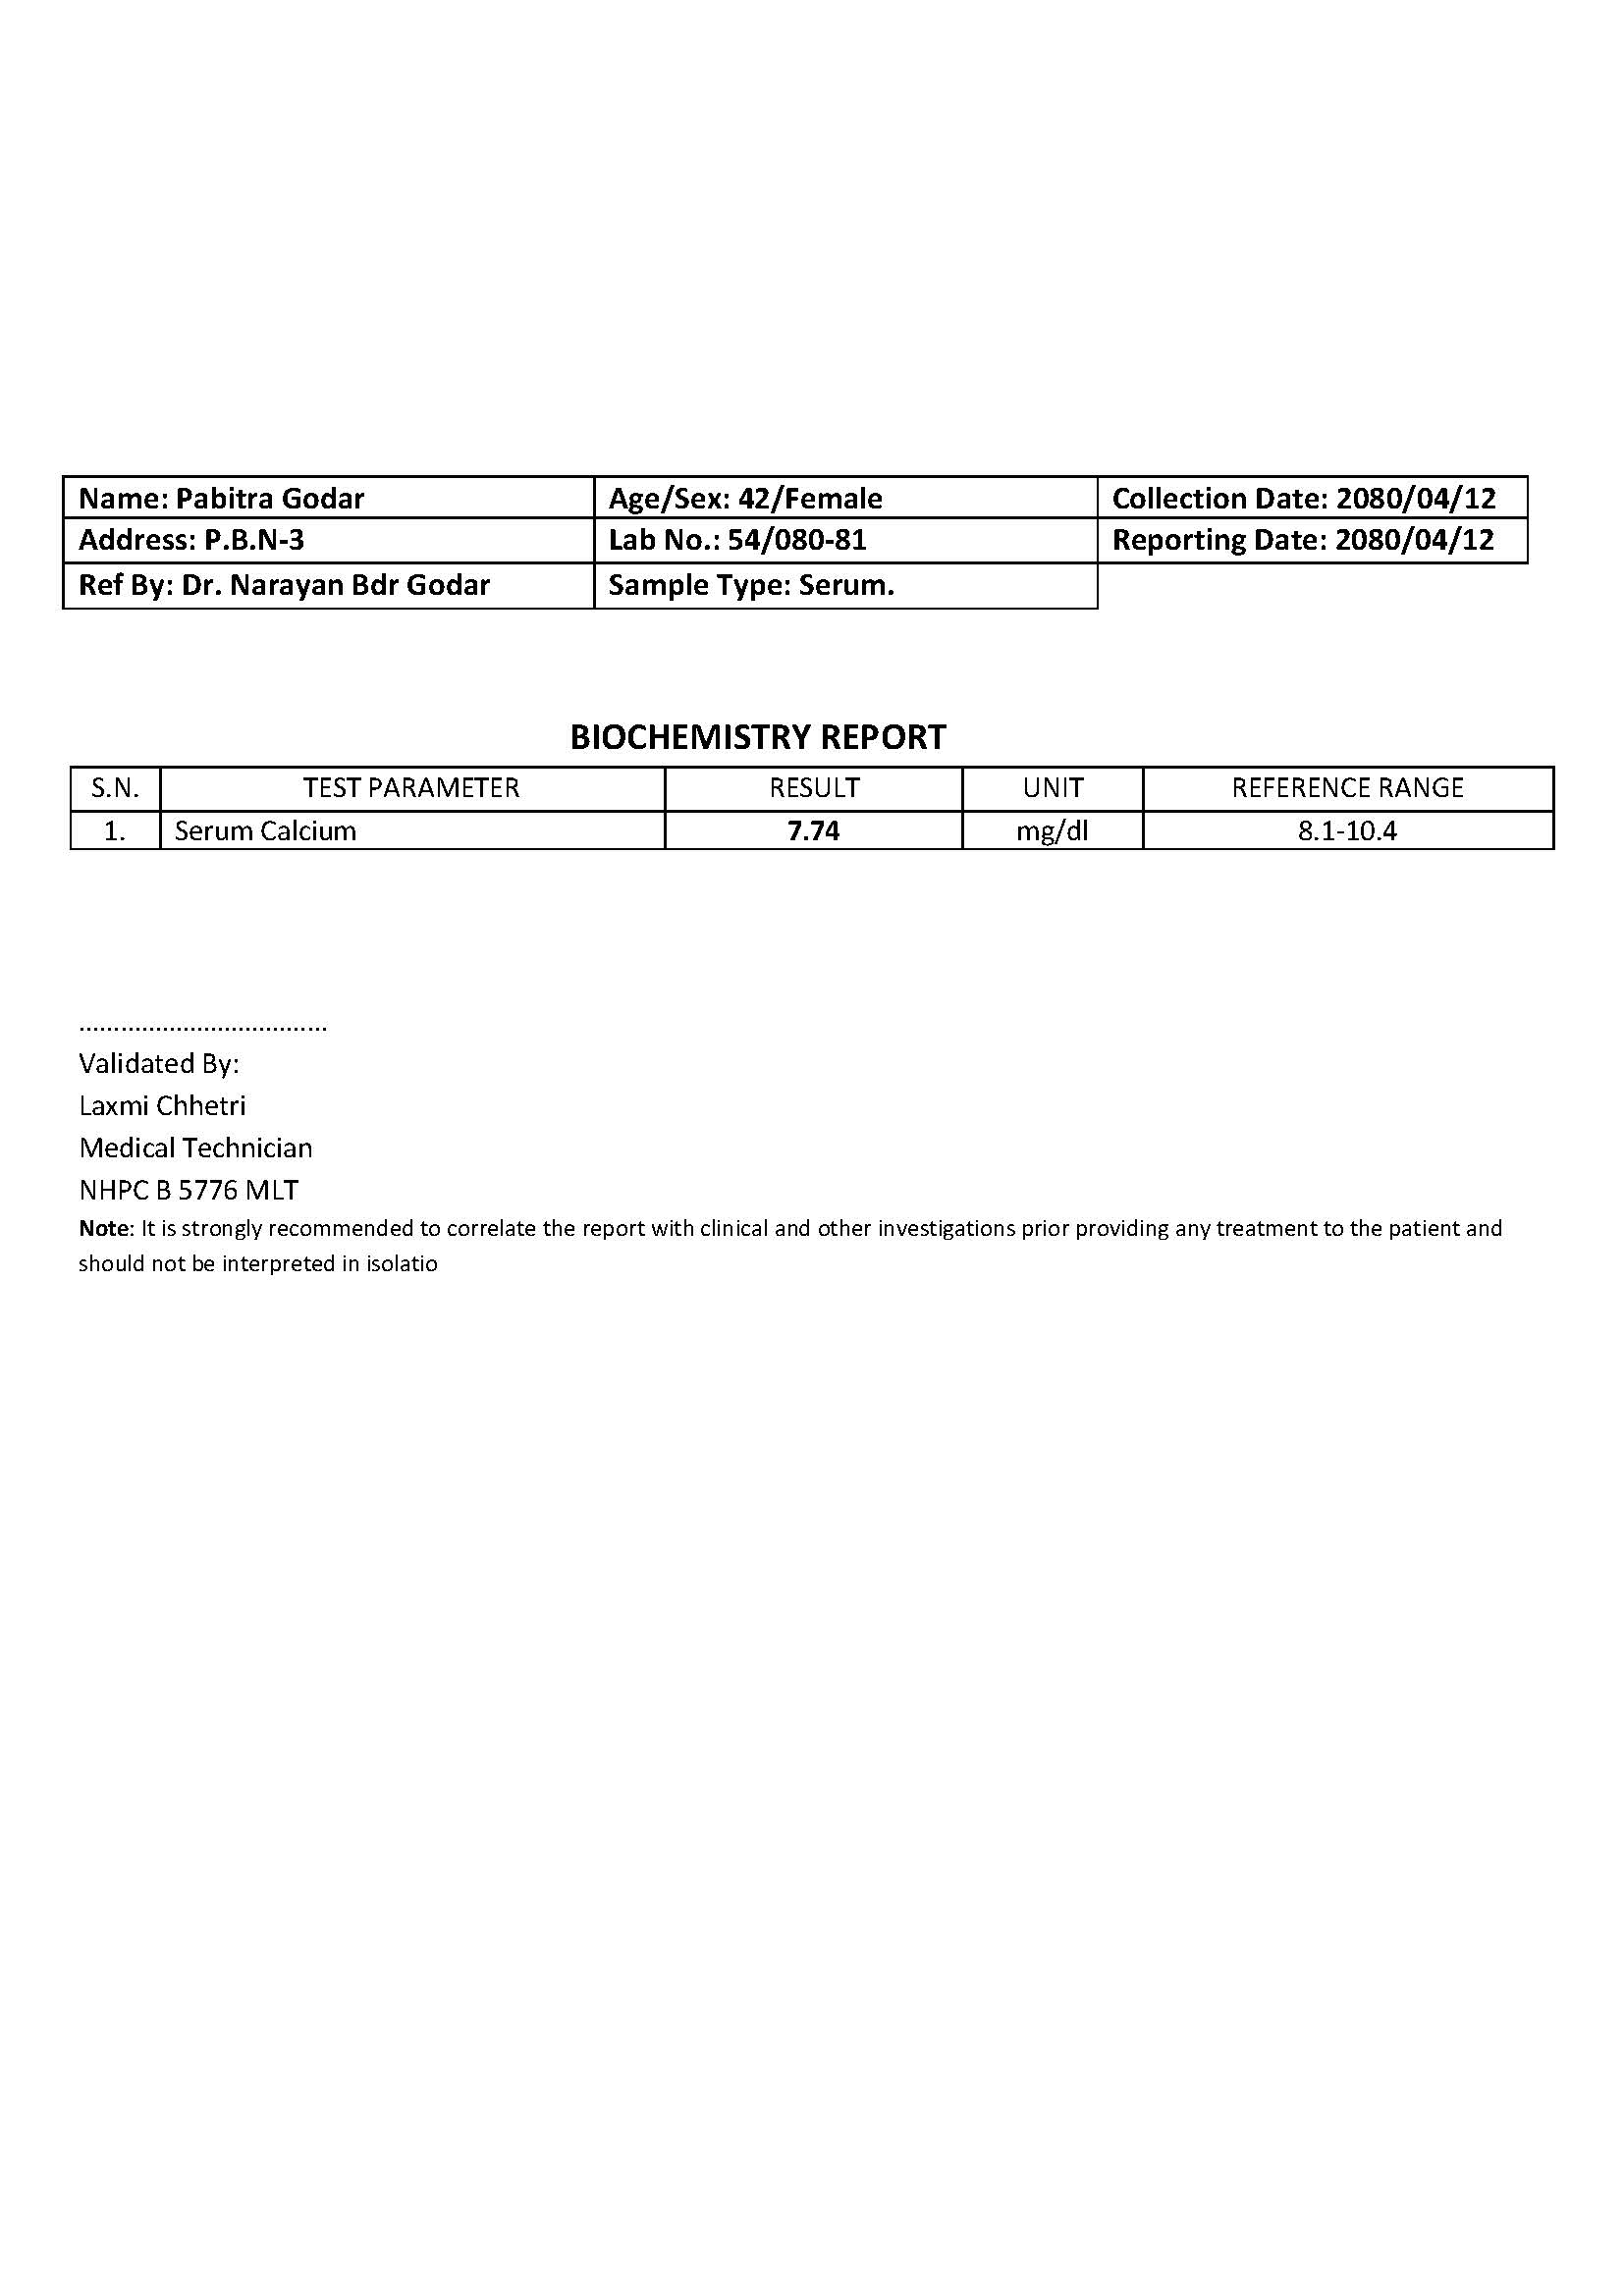 Name: Pabitra Godar Age/Sex: 42/Female Collection Date: 2080/04/12
Address: P.B.N-3 Lab No.: 54/080-81 Reporting Date: 2080/04/12
Ref By: Dr. Narayan Bdr Godar Sample Type: Serum.
BIOCHEMISTRY REPORT
S.N. TEST PARAMETER RESULT UNIT REFERENCE RANGE
1. Serum Calcium 7.74 mg/dl 8.1-10.4
....................................
Validated By:
Laxmi Chhetri
Medical Technician
NHPC B 5776 MLT
Note: It is strongly recommended to correlate the report with clinical and other investigations prior providing any treatment to the patient and
should not be interpreted in isolatio